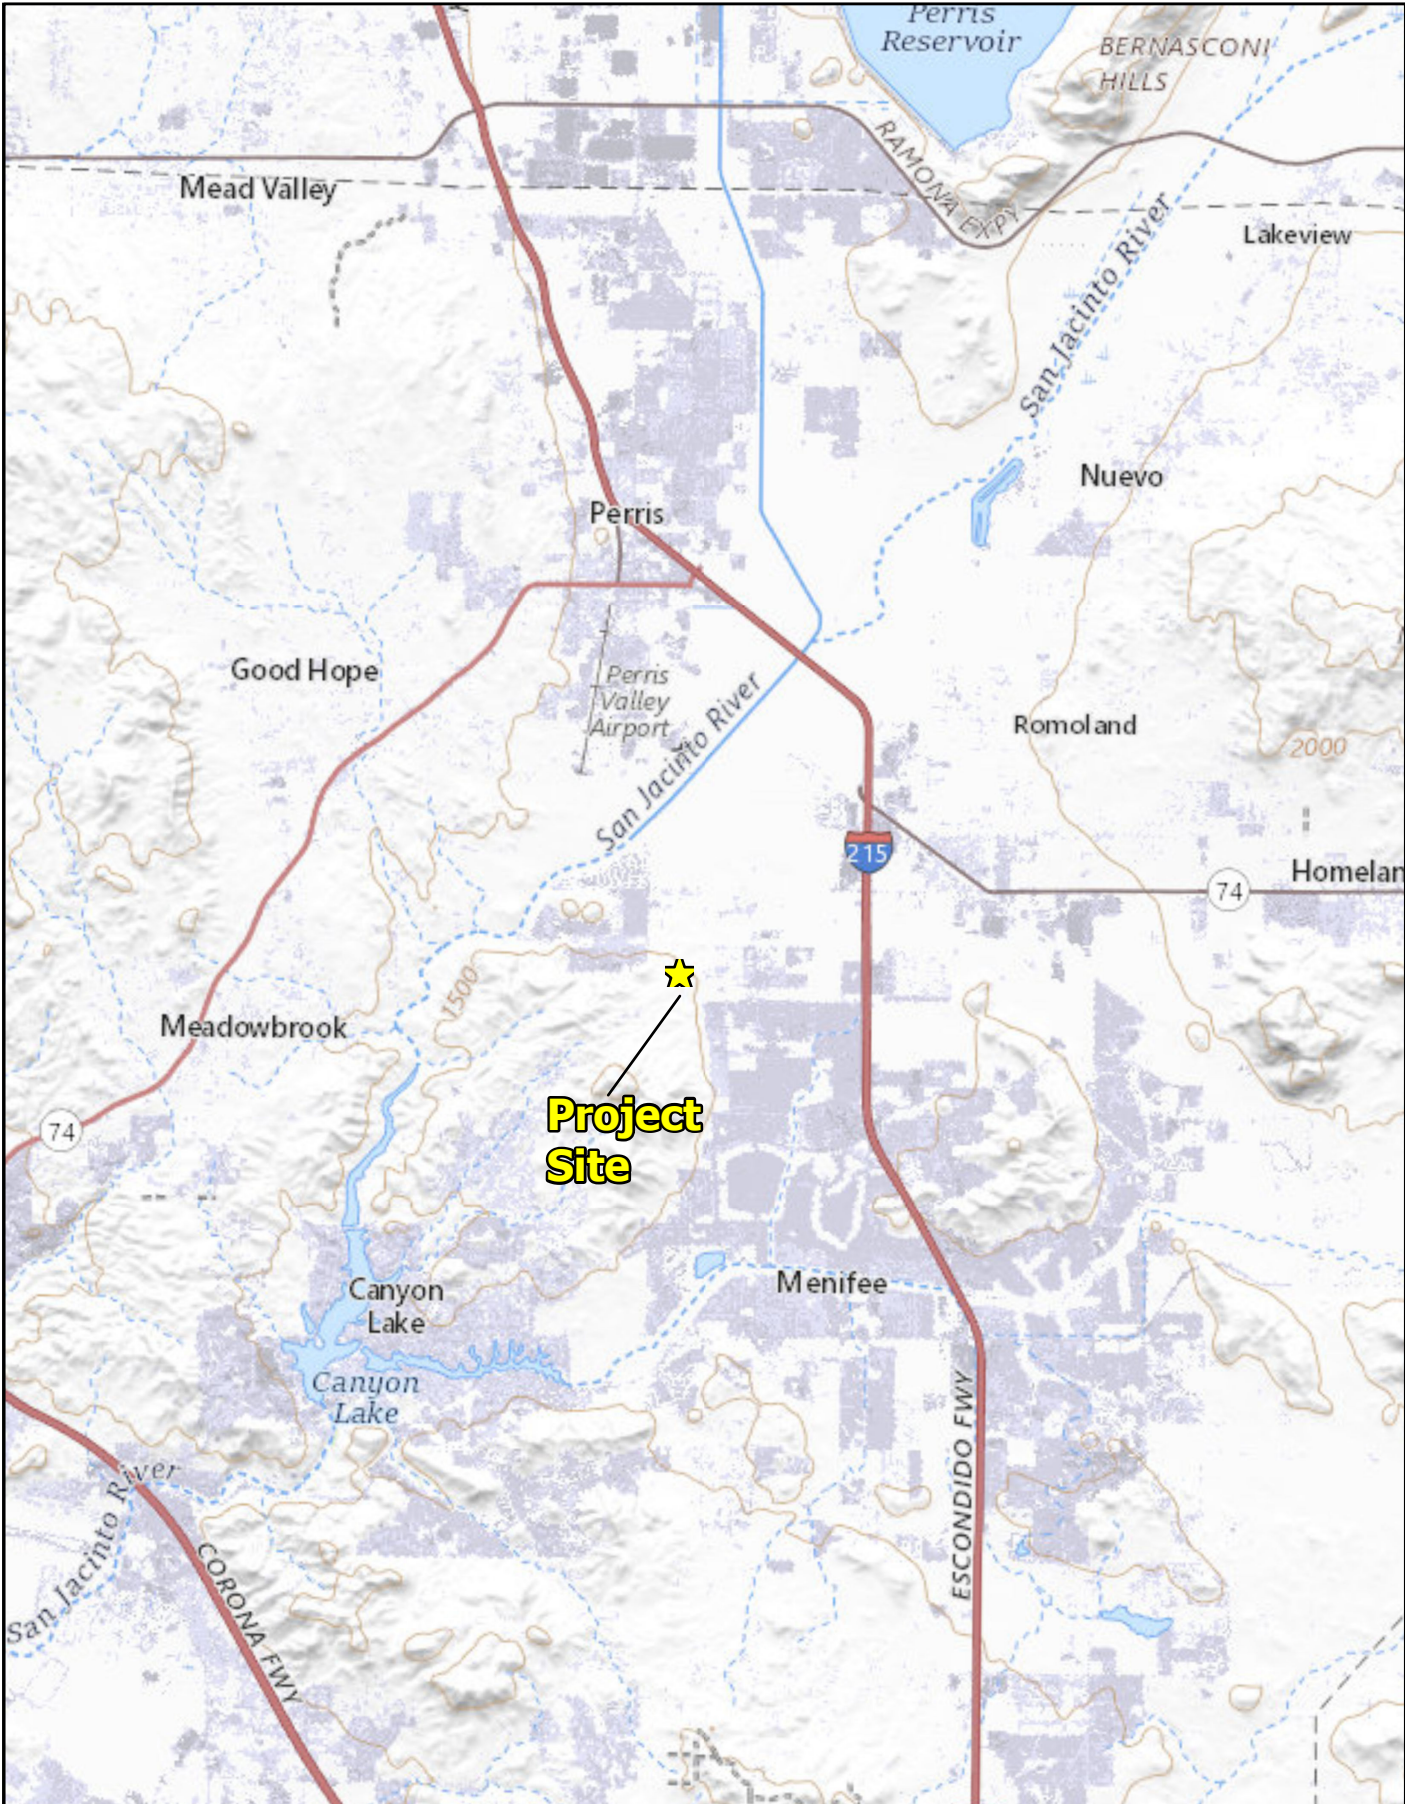 Perris
Reservoir
BERNASCONI
HILLS
RAMONA EXPY
Mead Valley
Lakeview
San Jacinto River
Nuevo
Perris
Good Hope
Perris
Valley
Airport
San Jacinto River
Romoland
2000
215
Homelan
74
1500
Meadowbrook
74
Project
Site
Canyon
Lake
Menifee
Canyon
Lake
ESCONDIDO FWY
San Jacinto River
CORONA FWY